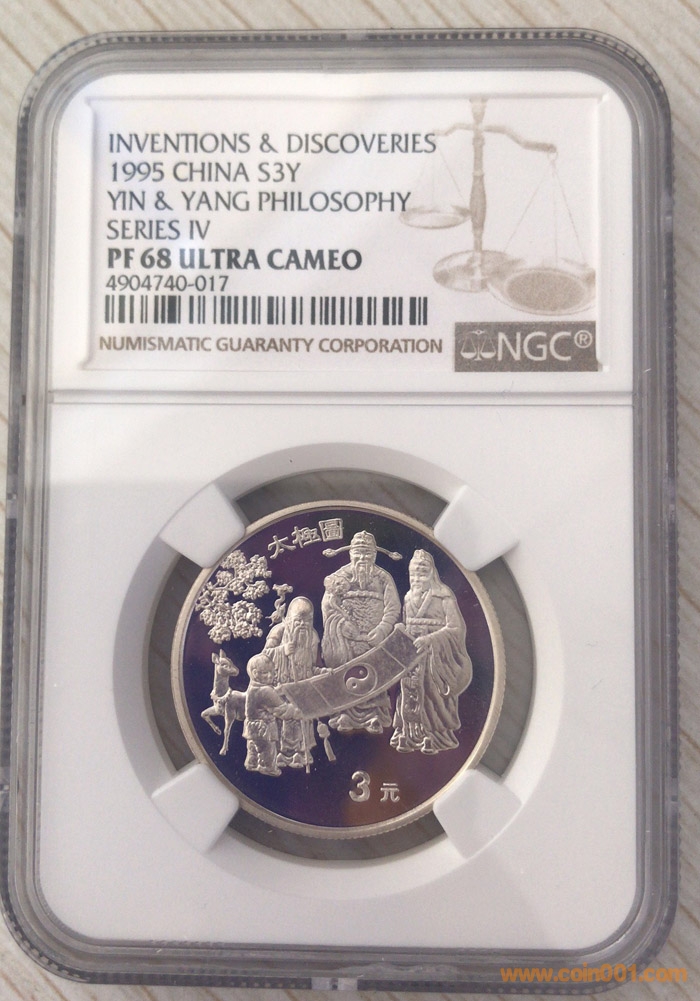 INVENTIONS & DISCOVERIES
1995 CHINA S3Y
YIN & YANG PHILOSOPHY
SERIES IV
PF 68 ULTRA CAMEO
4904740-017
NUMISMATIC GUARANTY CORPORATION
NGC®
太極圖
3元
www.coin001.com